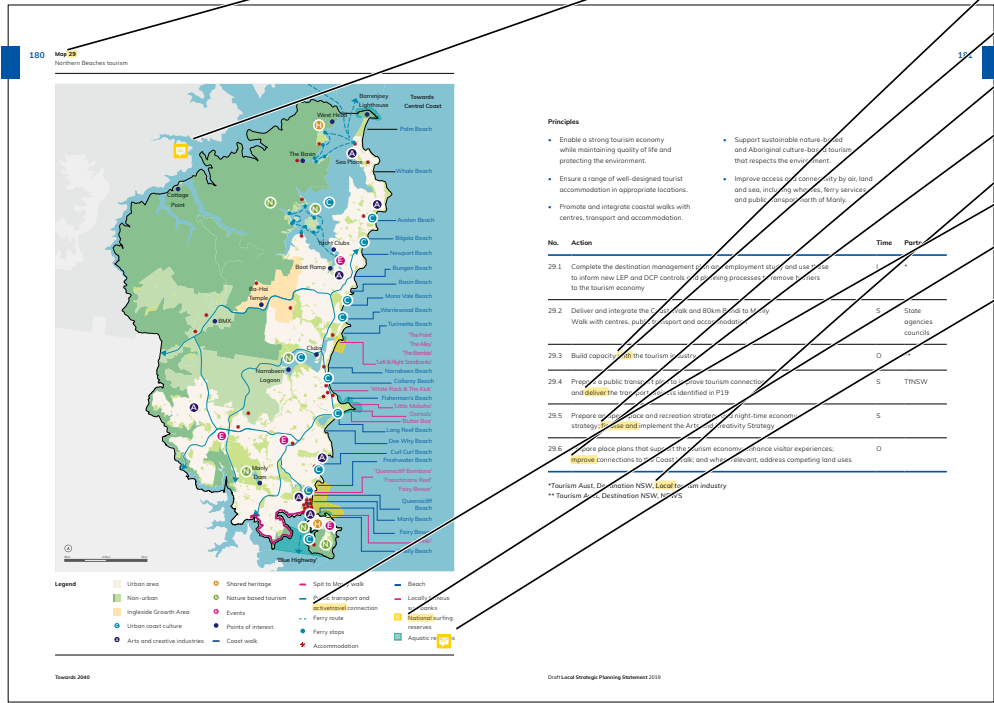 180
Map 29
Northern Beaches tourism
Barrenjoey
Lighthouse
Towards
Central Coast
West Head
Palm Beach
The Basin
Sea Plane
Whale Beach
Cottage
Point
Avalon Beach
Bilgola Beach
Yacht Clubs
Newport Beach
Boat Ramp
Bungan Beach
Basin Beach
Ba-Hai
Temple
Mona Vale Beach
Warriewood Beach
BMX
Turimetta Beach
'The Point'
'The Alley'
'The Bombie'
'Left & Right Sandbanks'
Clubs
Narrabeen
Lagoon
Narrabeen Beach
Collaroy Beach
'White Rock & The Kick'
Fisherman's Beach
'Little Makaha'
'Daniels'
'Butter Box'
Long Reef Beach
Dee Why Beach
Curl Curl Beach
Freshwater Beach
Manly
Dam
'Queenscliff Bombora'
'Frenchmans Reef'
'Fairy Bower'
Queenscliff
Beach
Manly Beach
Fairy Bower
'Blue Highway'
Legend
Urban area
Non-urban
Ingleside Growth Area
Urban coast culture
Arts and creative industries
Shared heritage
Nature based tourism
Events
Points of interest
Coast walk
Spit to Manly walk
Public transport and
activetravel connection
Ferry route
Ferry stops
Accommodation
Beach
Locally famous
surf banks
National surfing
reserves
Aquatic reserves
Towards 2040
181
Principles
• Enable a strong tourism economy
while maintaining quality of life and
protecting the environment.
• Ensure a range of well-designed tourist
accommodation in appropriate locations.
• Promote and integrate coastal walks with
centres, transport and accommodation.
• Support sustainable nature-based
and Aboriginal culture-based tourism
that respects the environment.
• Improve access and connectivity by air, land
and sea, including wharves, ferry services
and public transport north of Manly.
No. Action Time Partner
29.1 Complete the destination management plan and employment study and use these
to inform new LEP and DCP controls and planning processes to remove barriers
to the tourism economy
*
29.2 Deliver and integrate the Coast Walk and 80km Bondi to Manly S State
Walk with centres, public transport and accommodation agencies
councils
29.3 Build capacity with the tourism industry O **
29.4 Prepare a public transport plan to improve tourism connections S TfNSW
and deliver the transport projects identified in P19
29.5 Prepare an open space and recreation strategy and night-time economy S
strategy; finalise and implement the Arts and Creativity Strategy
29.6 Prepare place plans that support the tourism economy, enhance visitor experiences; O
improve connections to the Coast Walk; and where relevant, address competing land uses
*Tourism Aust, Destination NSW, Local tourism industry
** Tourism Aust, Destination NSW, NPWS
Draft Local Strategic Planning Statement 2019